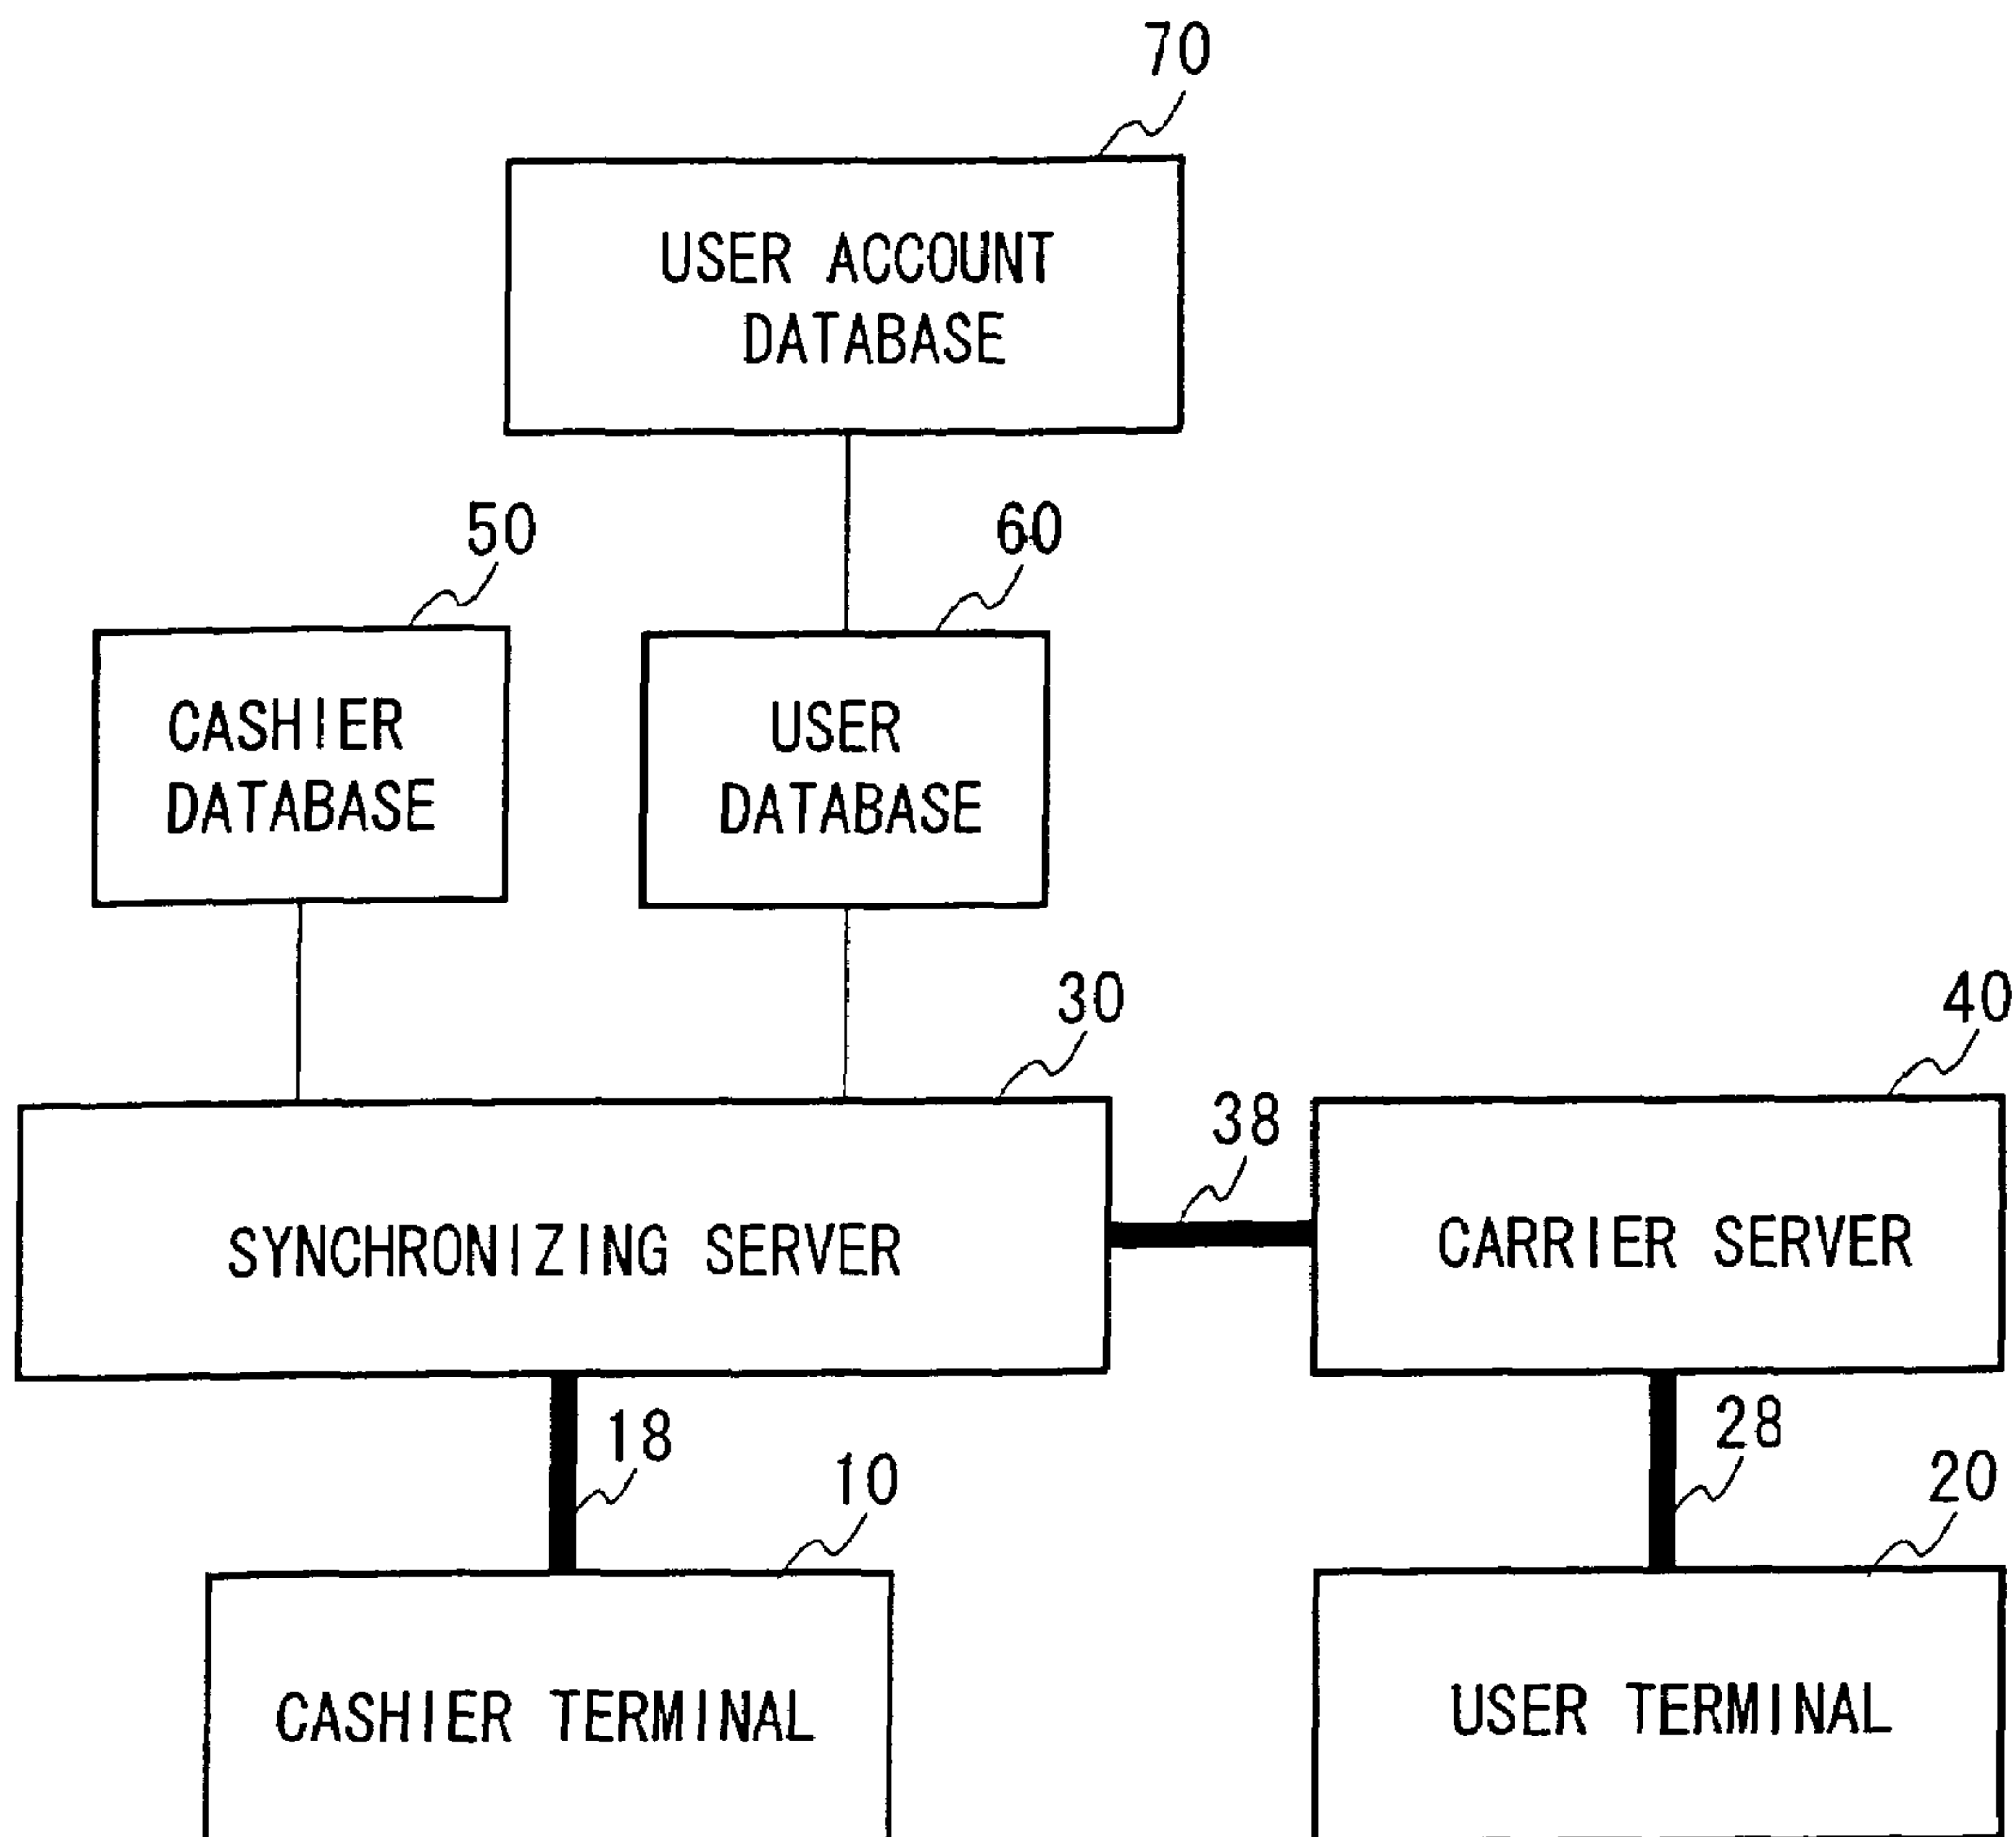 70
USER ACCOUNT
DATABASE
50
60
CASHIER
DATABASE
USER
DATABASE
30
40
38
SYNCHRONIZING SERVER
CARRIER SERVER
18
28
10
20
CASHIER TERMINAL
USER TERMINAL